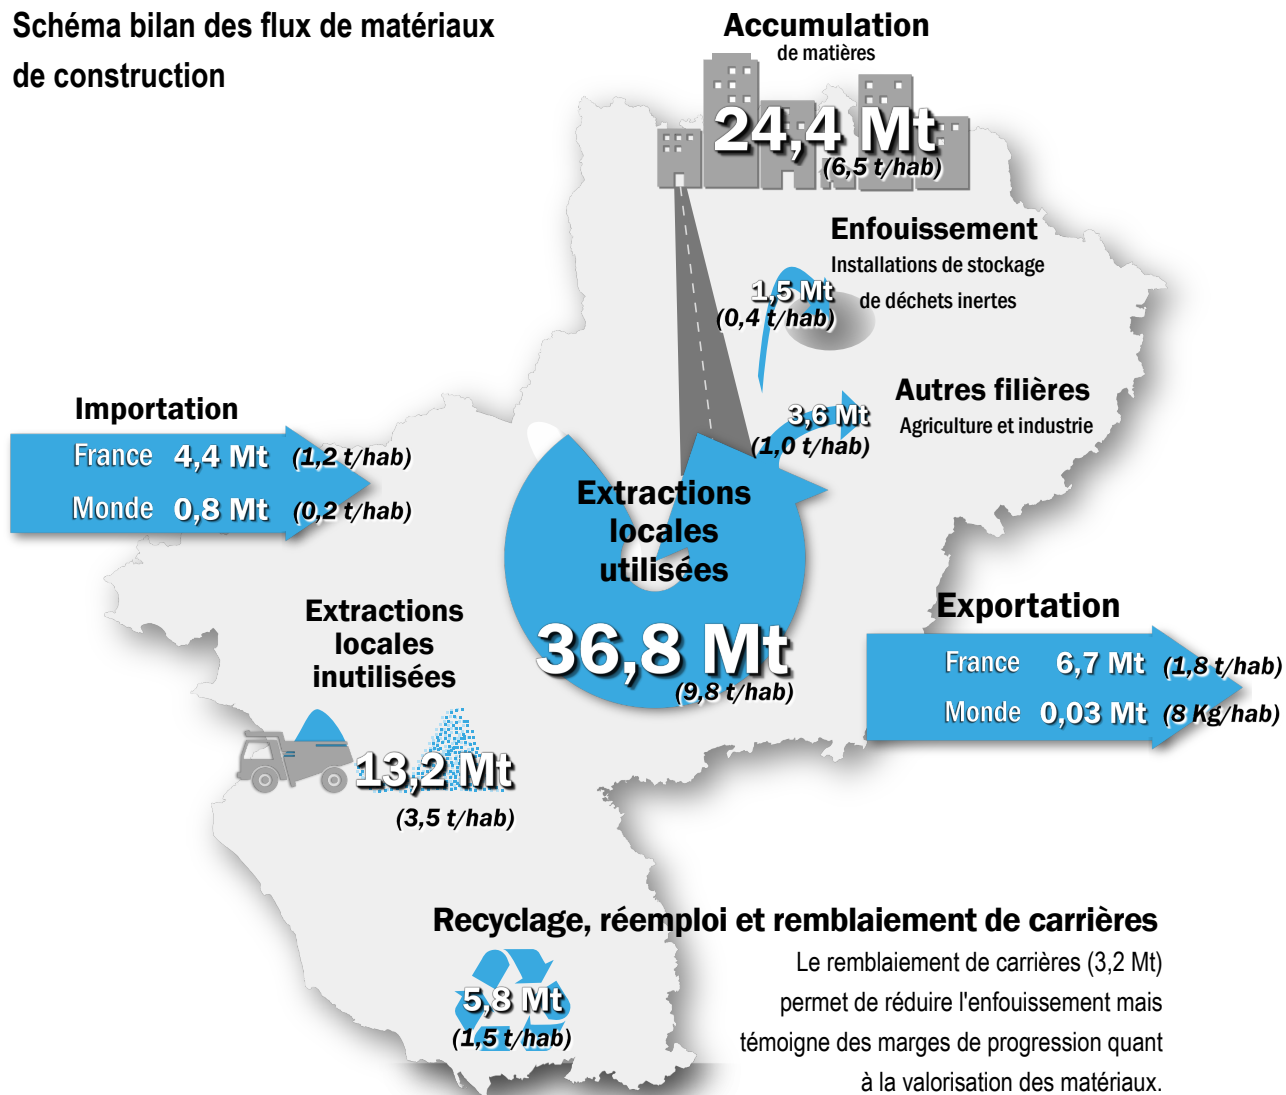 Schéma bilan des flux de matériaux
de construction
Accumulation
de matières
24,4 Mt
(6,5 t/hab)
Enfouissement
Installations de stockage
de déchets inertes
1,5 Mt
(0,4 t/hab)
Autres filières
Agriculture et industrie
3,6 Mt
(1,0 t/hab)
Importation
France 4,4 Mt (1,2 t/hab)
Monde 0,8 Mt (0,2 t/hab)
Extractions
locales
utilisées
36,8 Mt
(9,8 t/hab)
Extractions
locales
inutilisées
13,2 Mt
(3,5 t/hab)
Exportation
France 6,7 Mt (1,8 t/hab)
Monde 0,03 Mt (8 Kg/hab)
Recyclage, réemploi et remblaiement de carrières
5,8 Mt
(1,5 t/hab)
Le remblaiement de carrières (3,2 Mt)
permet de réduire l'enfouissement mais
témoigne des marges de progression quant
à la valorisation des matériaux.